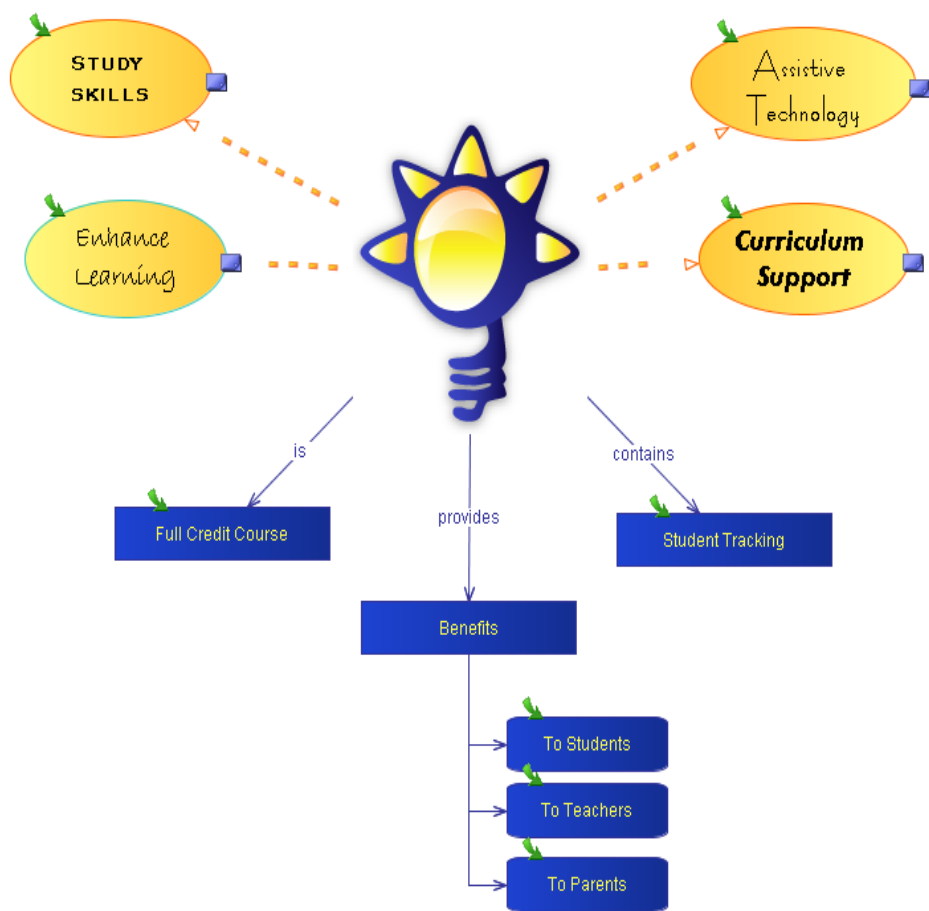 STUDY
SKILLS
Assistive
Technology
Enhance
Learning
Curriculum
Support
is
contains
Full Credit Course
provides
Student Tracking
Benefits
To Students
To Teachers
To Parents